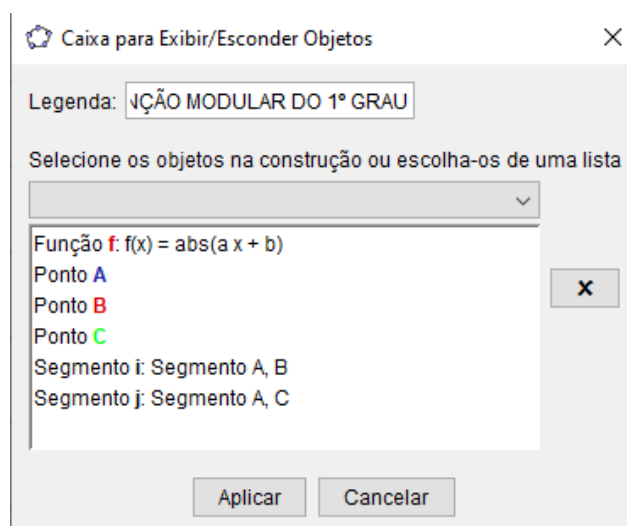 Caixa para Exibir/Esconder Objetos
Legenda: NÇÃO MODULAR DO 1º GRAU
Selecione os objetos na construção ou escolha-os de uma lista
Função f: f(x) = abs(a x + b)
Ponto A
Ponto B
Ponto C
Segmento i: Segmento A, B
Segmento j: Segmento A, C
x
Aplicar Cancelar